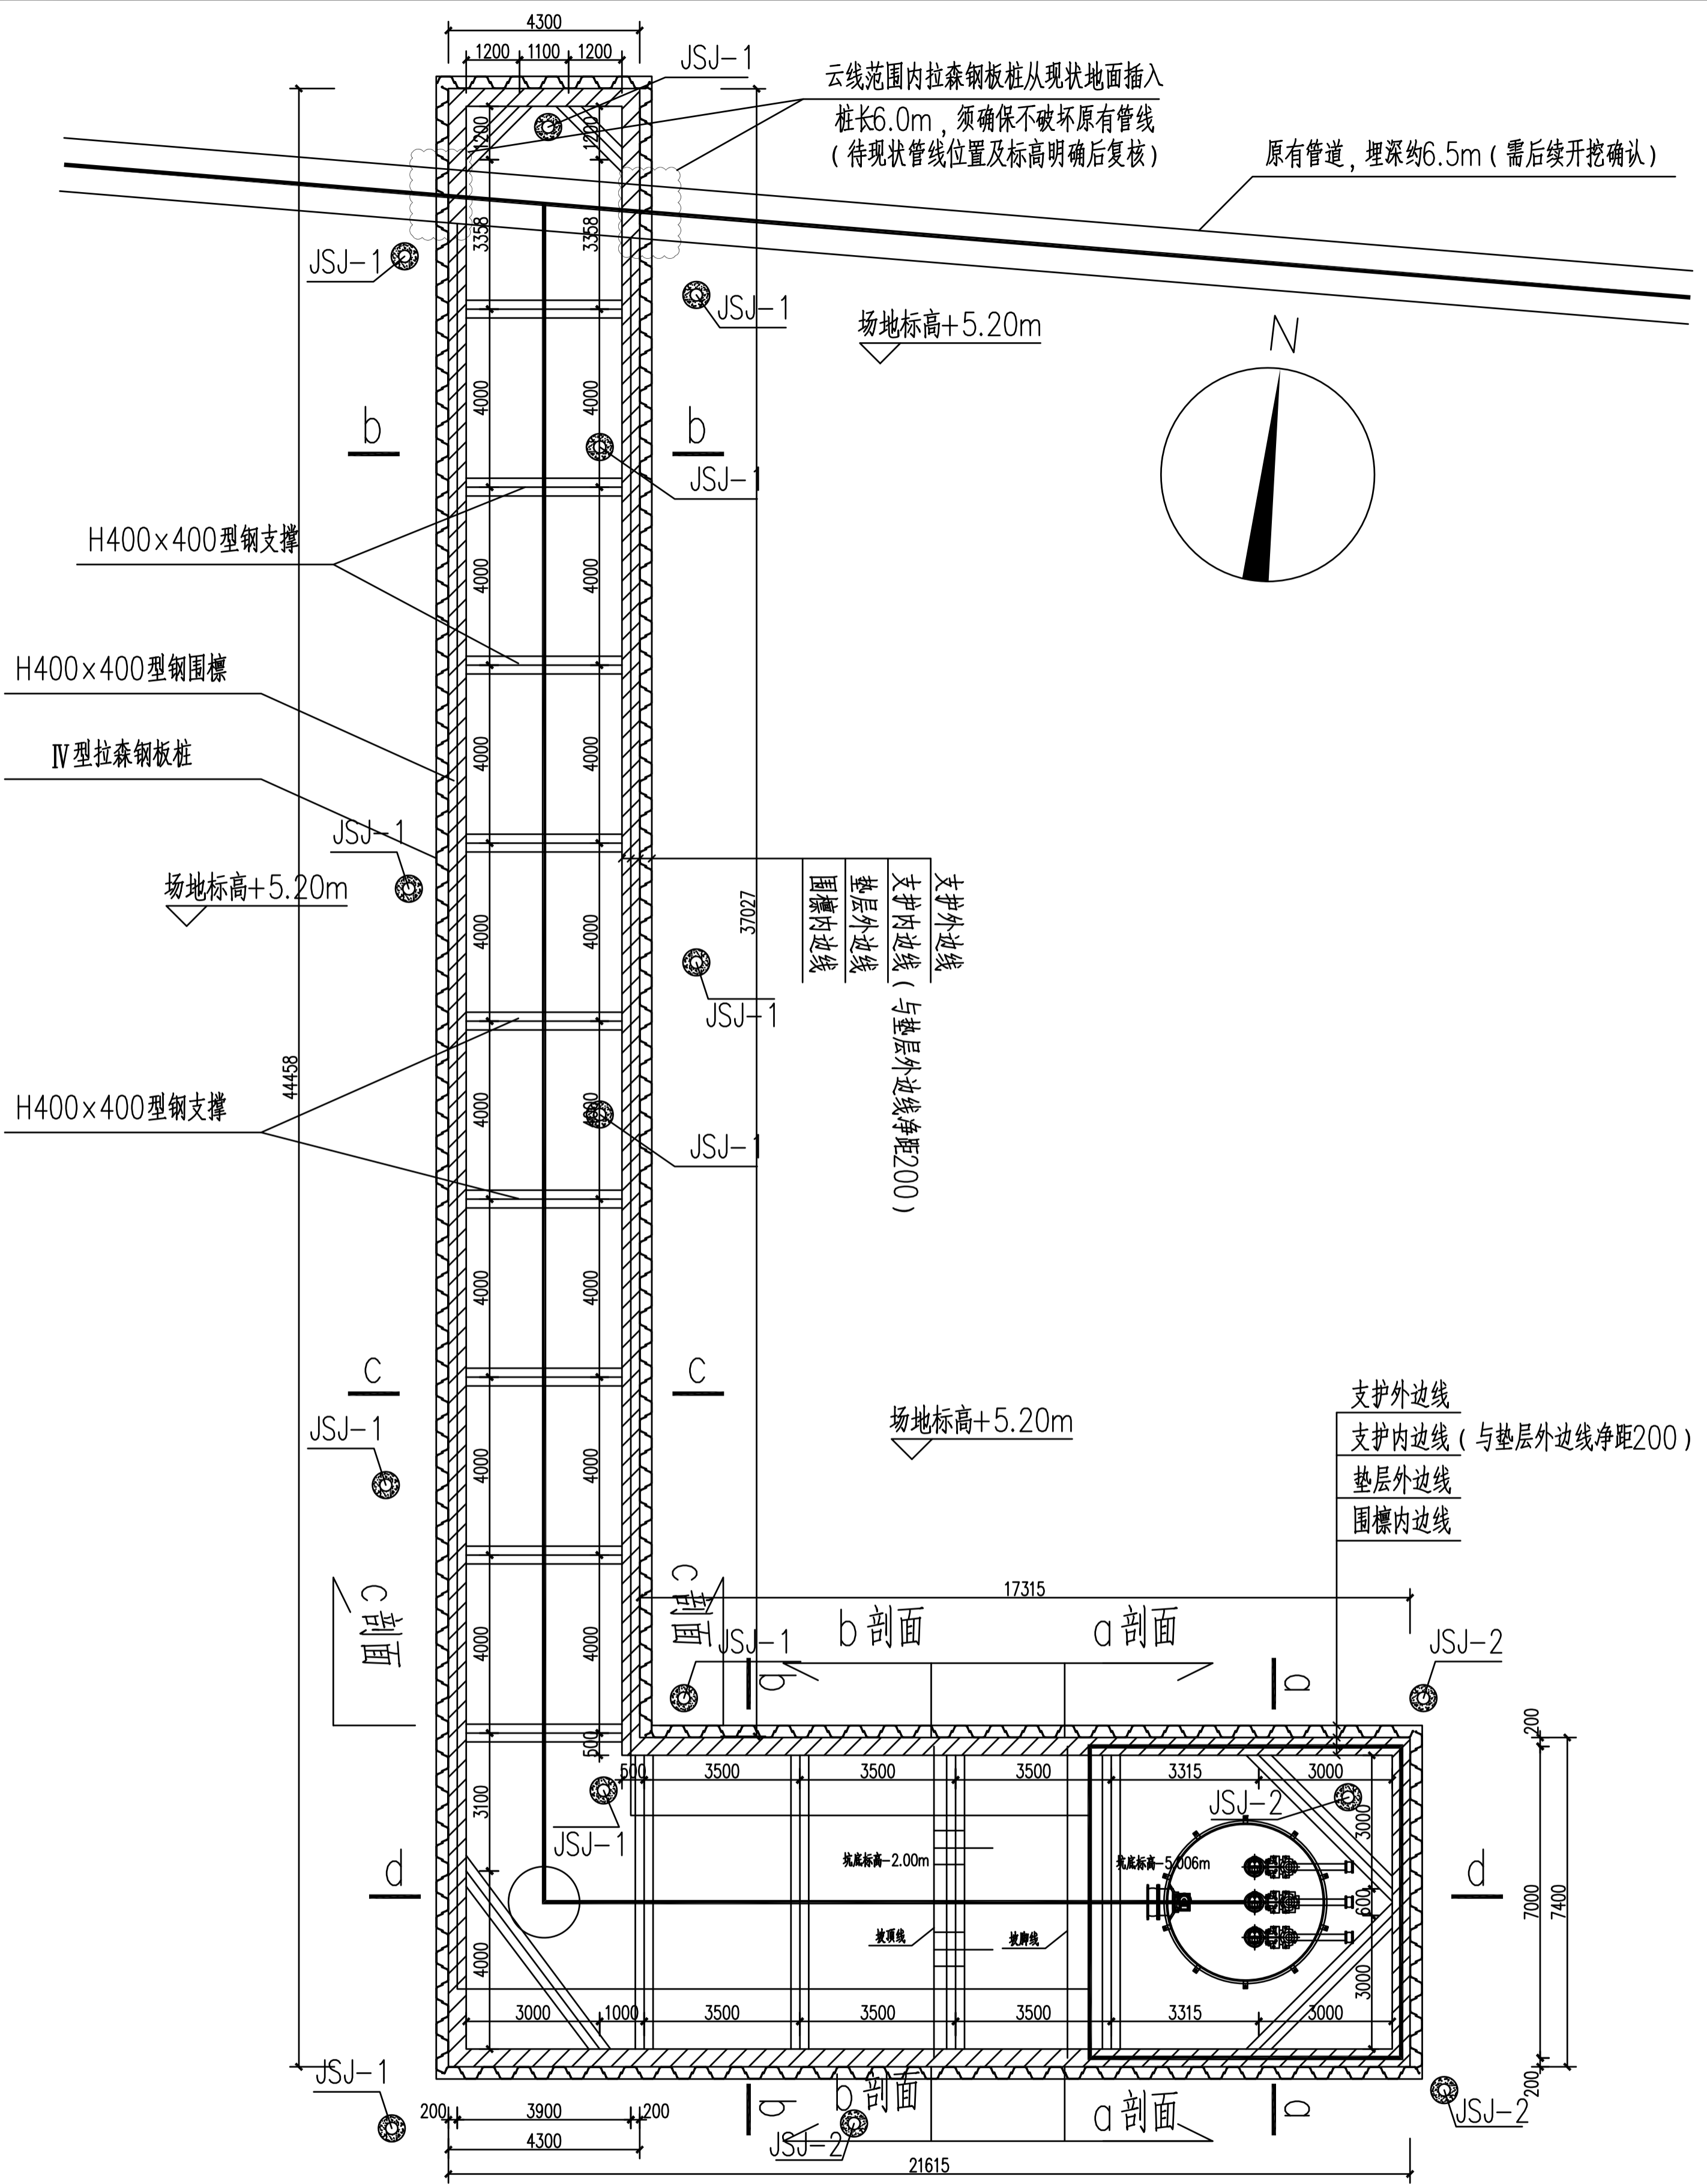 4300
1200 1100 1200
JSJ-1
云线范围内拉森钢板桩从现状地面插入
桩长6.0m，须确保不破坏原有管线
（待现状管线位置及标高明确后复核）
原有管道，埋深约6.5m（需后续开挖确认）
1200 1200
3358 3358
JSJ-1
JSJ-1
场地标高+5.20m
N
4000 4000
b b
JSJ-1
H400×400型钢支撑
4000 4000
H400×400型钢围檩
Ⅳ型拉森钢板桩
4000 4000
JSJ-1
场地标高+5.20m
4000 4000
37027
围檩内边线
垫层外边线
支护内边线（与垫层外边线净距200）
支护外边线
JSJ-1
44458
H400×400型钢支撑
4000 4000
JSJ-1
4000 4000
c c
场地标高+5.20m
支护外边线
支护内边线（与垫层外边线净距200）
垫层外边线
围檩内边线
JSJ-1
4000 4000
c剖面 c剖面
17315
b剖面 a剖面
4000 4000
JSJ-1
JSJ-2
b a
500
200
500 3500 3500 3500 3315 3000
3100
JSJ-1
JSJ-2
3000
坑底标高-2.00m
坑底标高-5.006m
d d
600
7000 7400
坡顶线 坡脚线
4000
3000
3000 1000 3500 3500 3500 3315 3000
JSJ-1
b剖面 a剖面
b a
JSJ-2
JSJ-2
200
200 3900 200
4300
21615